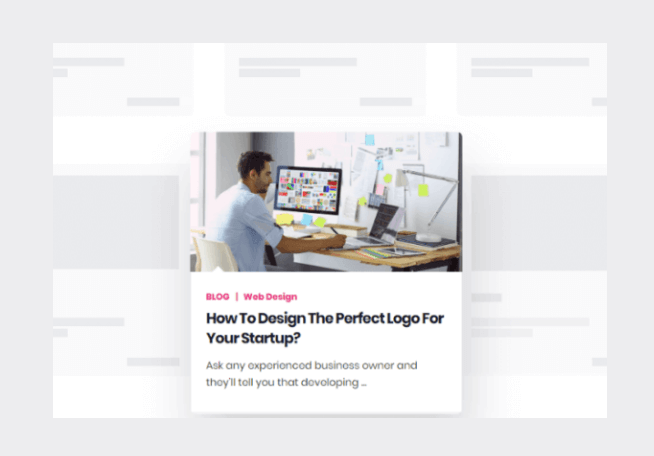 BLOG | Web Design
How To Design The Perfect Logo For
Your Startup?
Ask any experienced business owner and
they'll tell you that developing ...